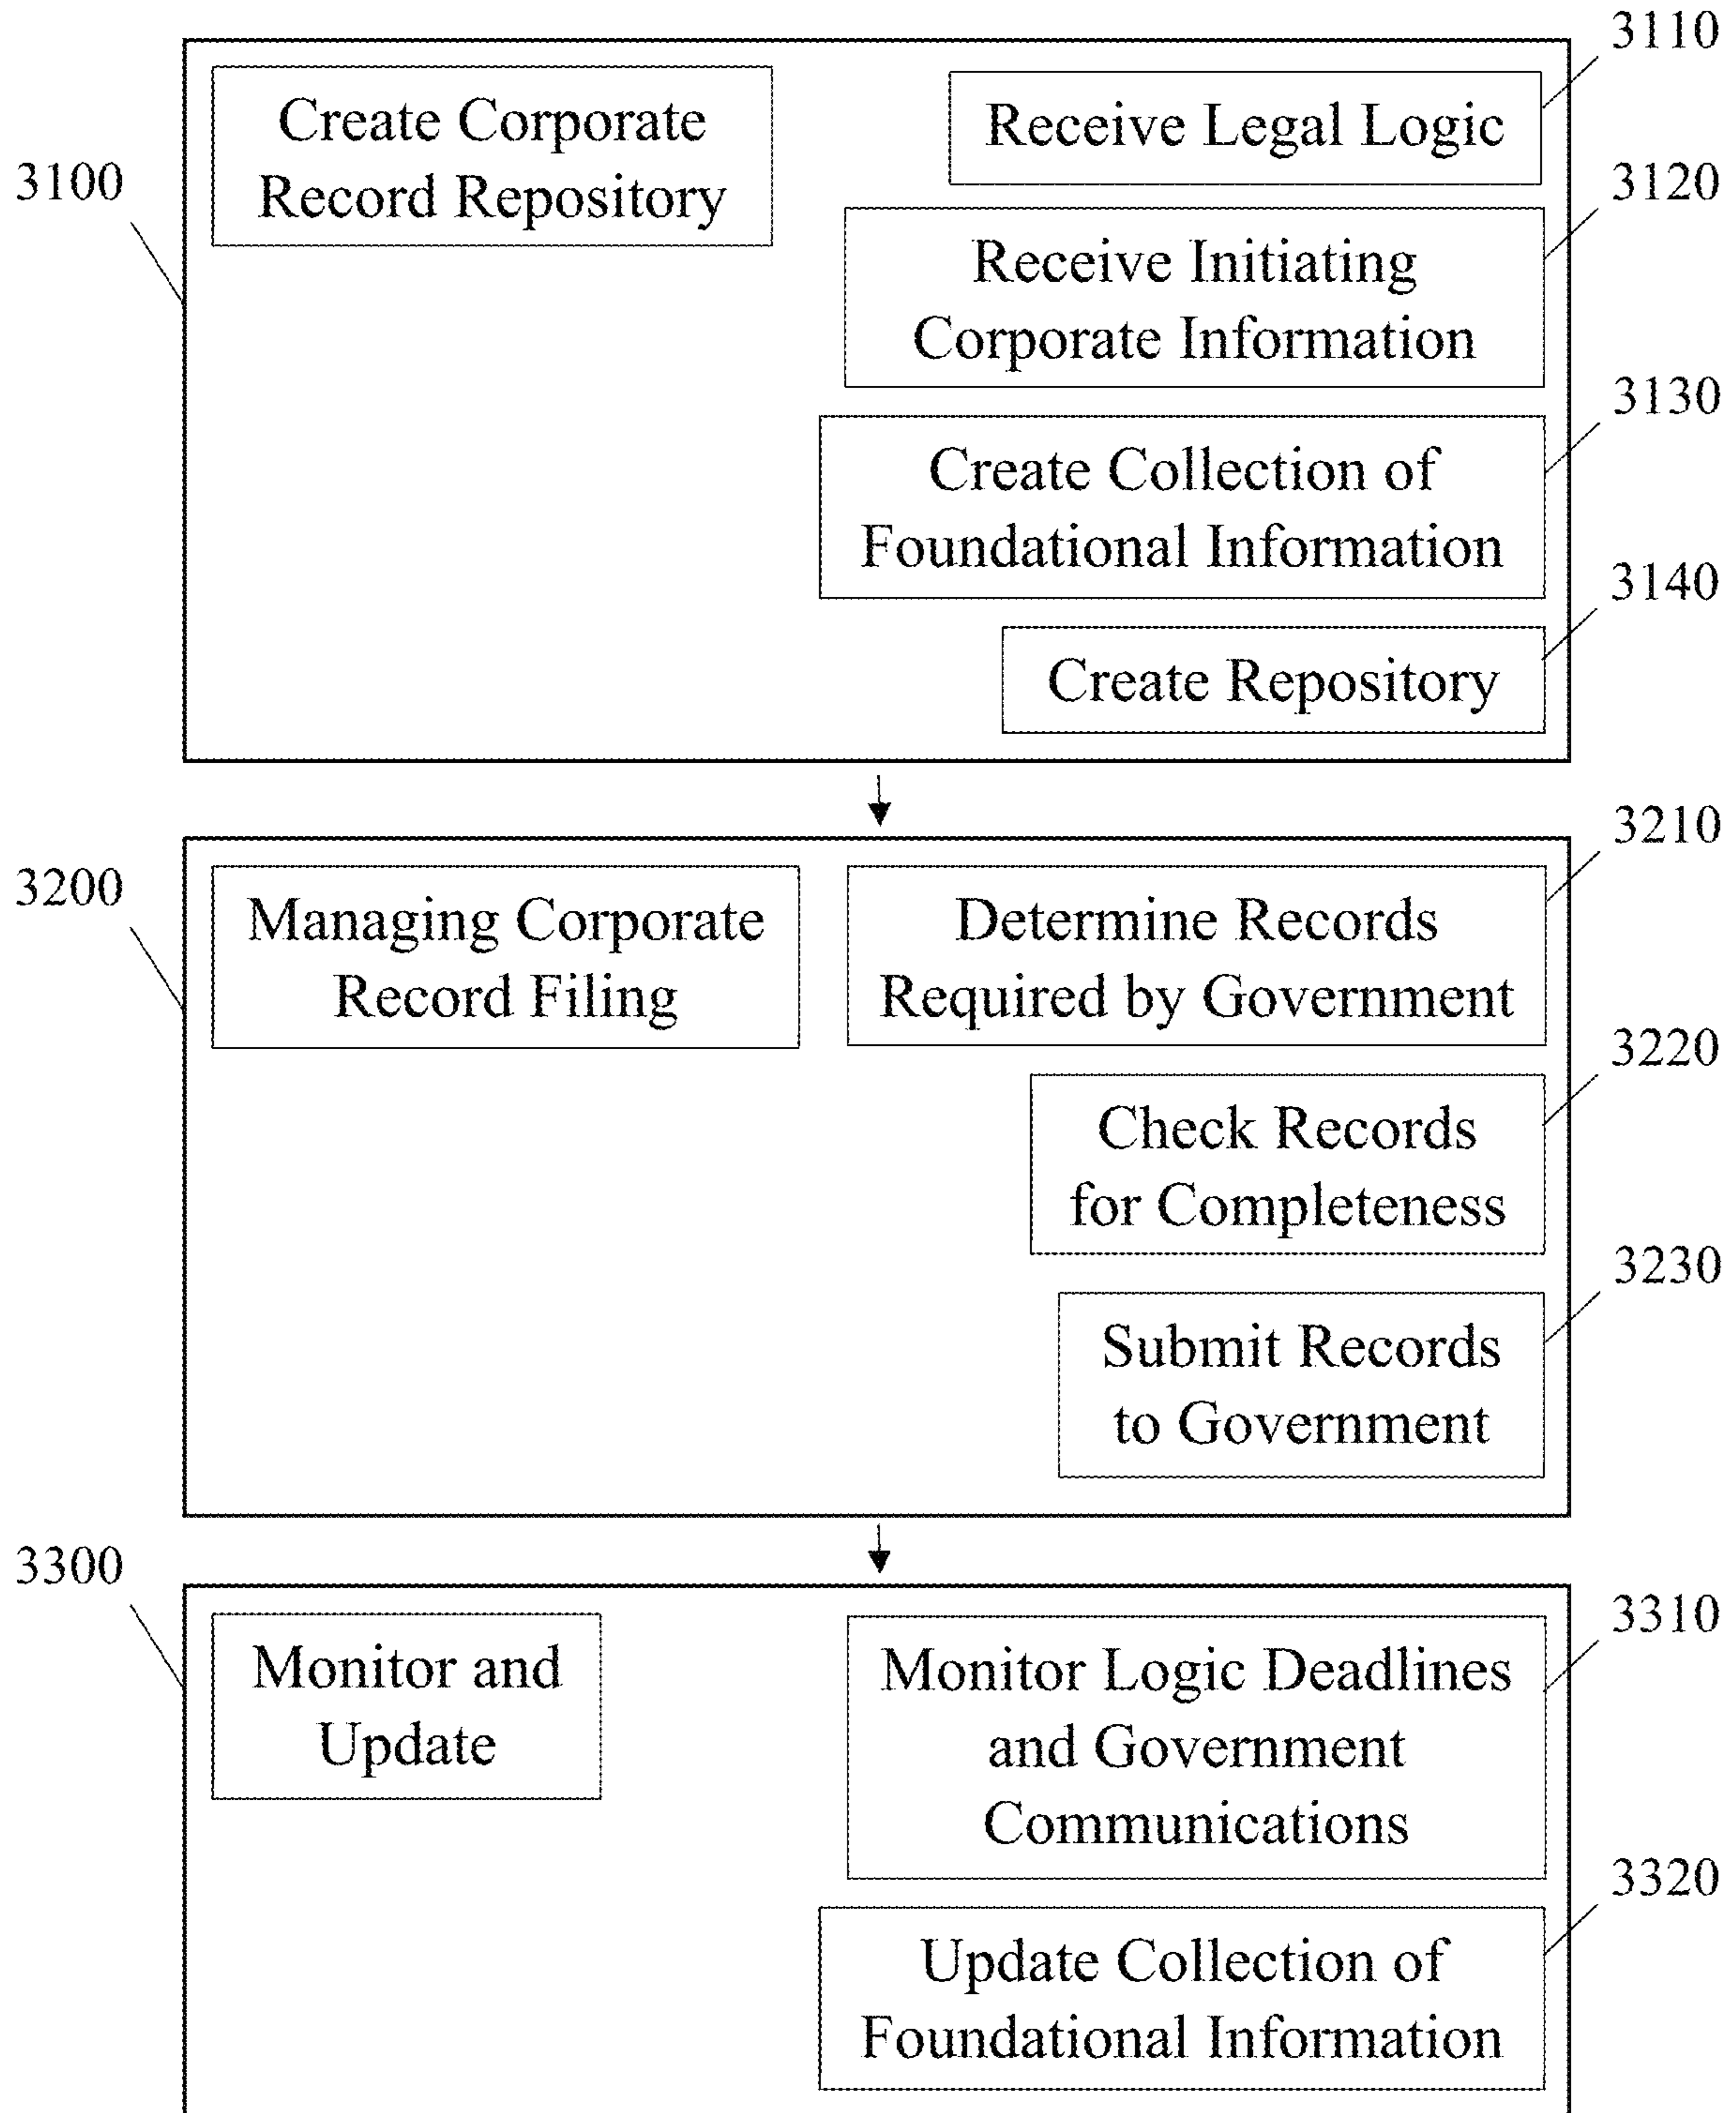 3100
Create Corporate
Record Repository
3110
Receive Legal Logic
3120
Receive Initiating
Corporate Information
3130
Create Collection of
Foundational Information
3140
Create Repository
3200
Managing Corporate
Record Filing
3210
Determine Records
Required by Government
3220
Check Records
for Completeness
3230
Submit Records
to Government
3300
Monitor and
Update
3310
Monitor Logic Deadlines
and Government
Communications
3320
Update Collection of
Foundational Information